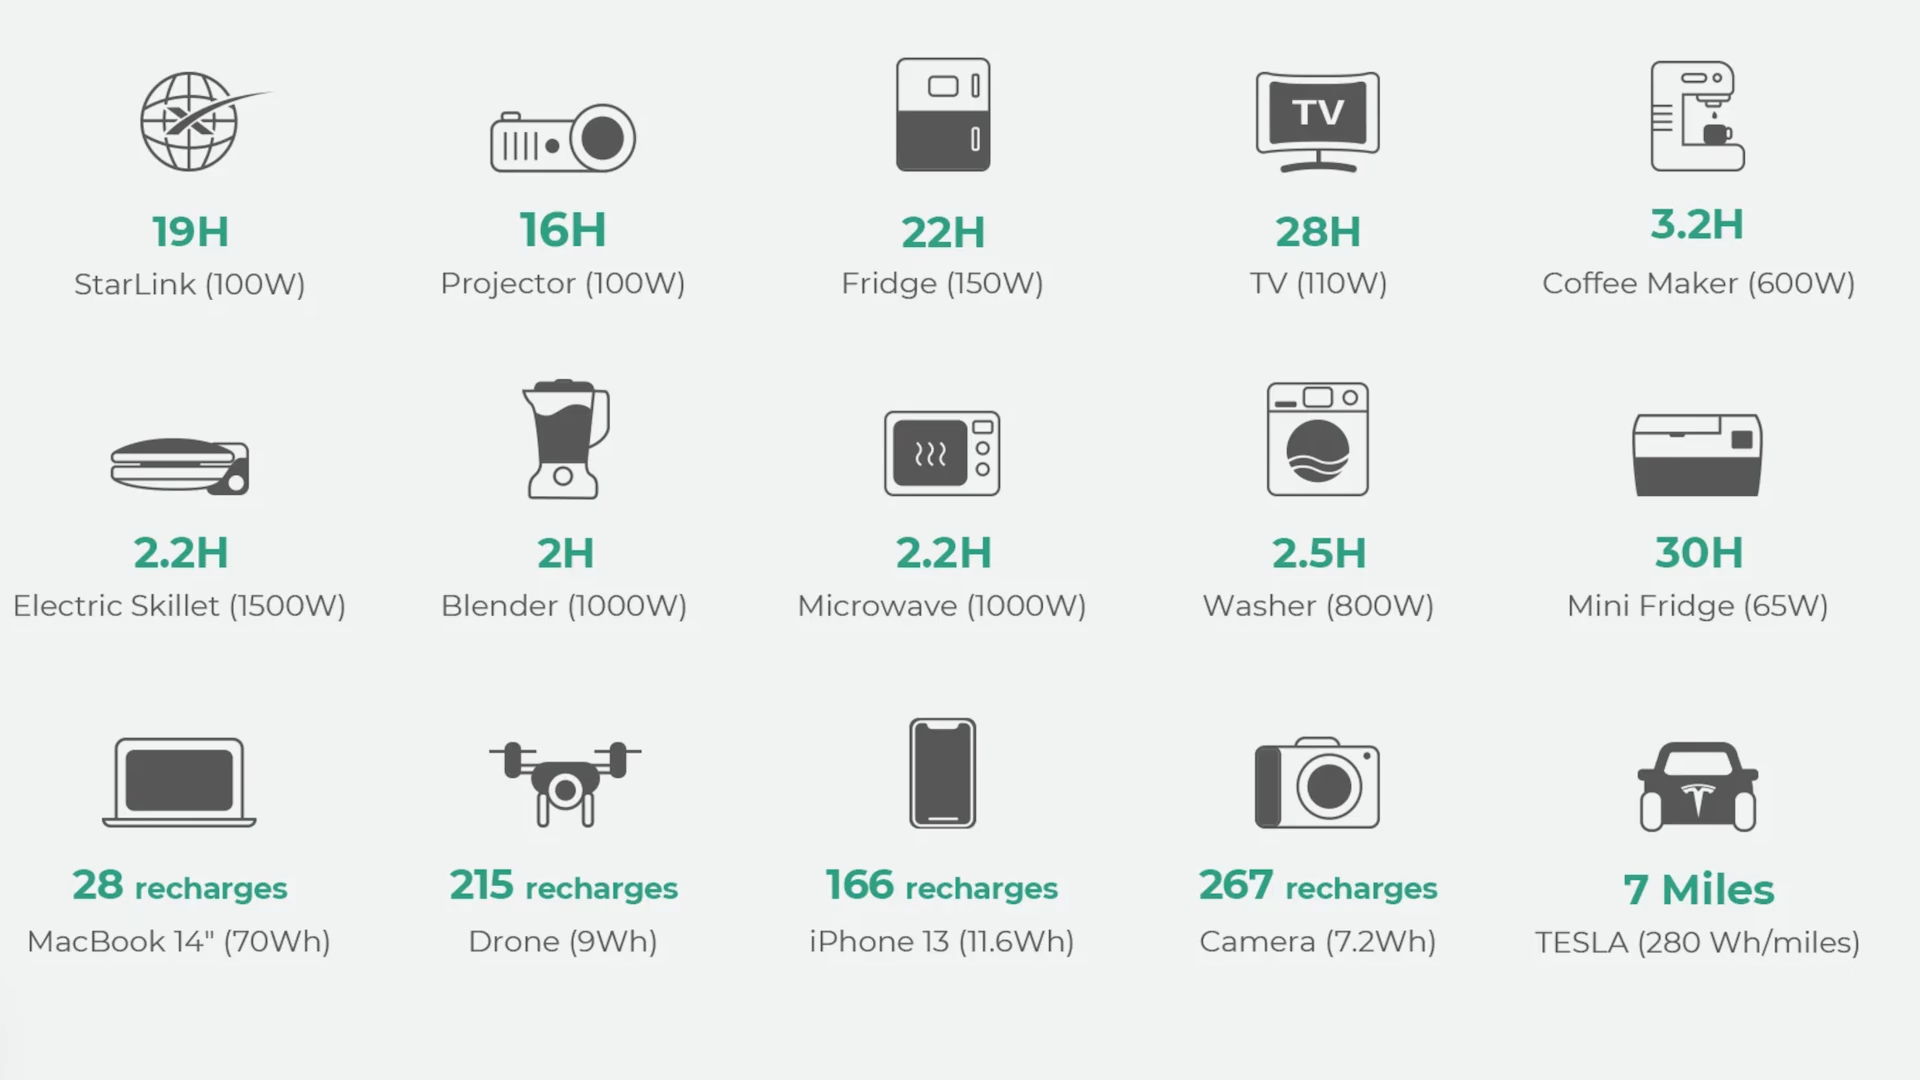 TV
19H
16H
22H
28H
3.2H
StarLink (100W)
Projector (100W)
Fridge (150W)
TV (110W)
Coffee Maker (600W)
2.2H
2H
2.2H
2.5H
30H
Electric Skillet (1500W)
Blender (1000W)
Microwave (1000W)
Washer (800W)
Mini Fridge (65W)
28 recharges
215 recharges
166 recharges
267 recharges
7 Miles
MacBook 14" (70Wh)
Drone (9Wh)
iPhone 13 (11.6Wh)
Camera (7.2Wh)
TESLA (280 Wh/miles)